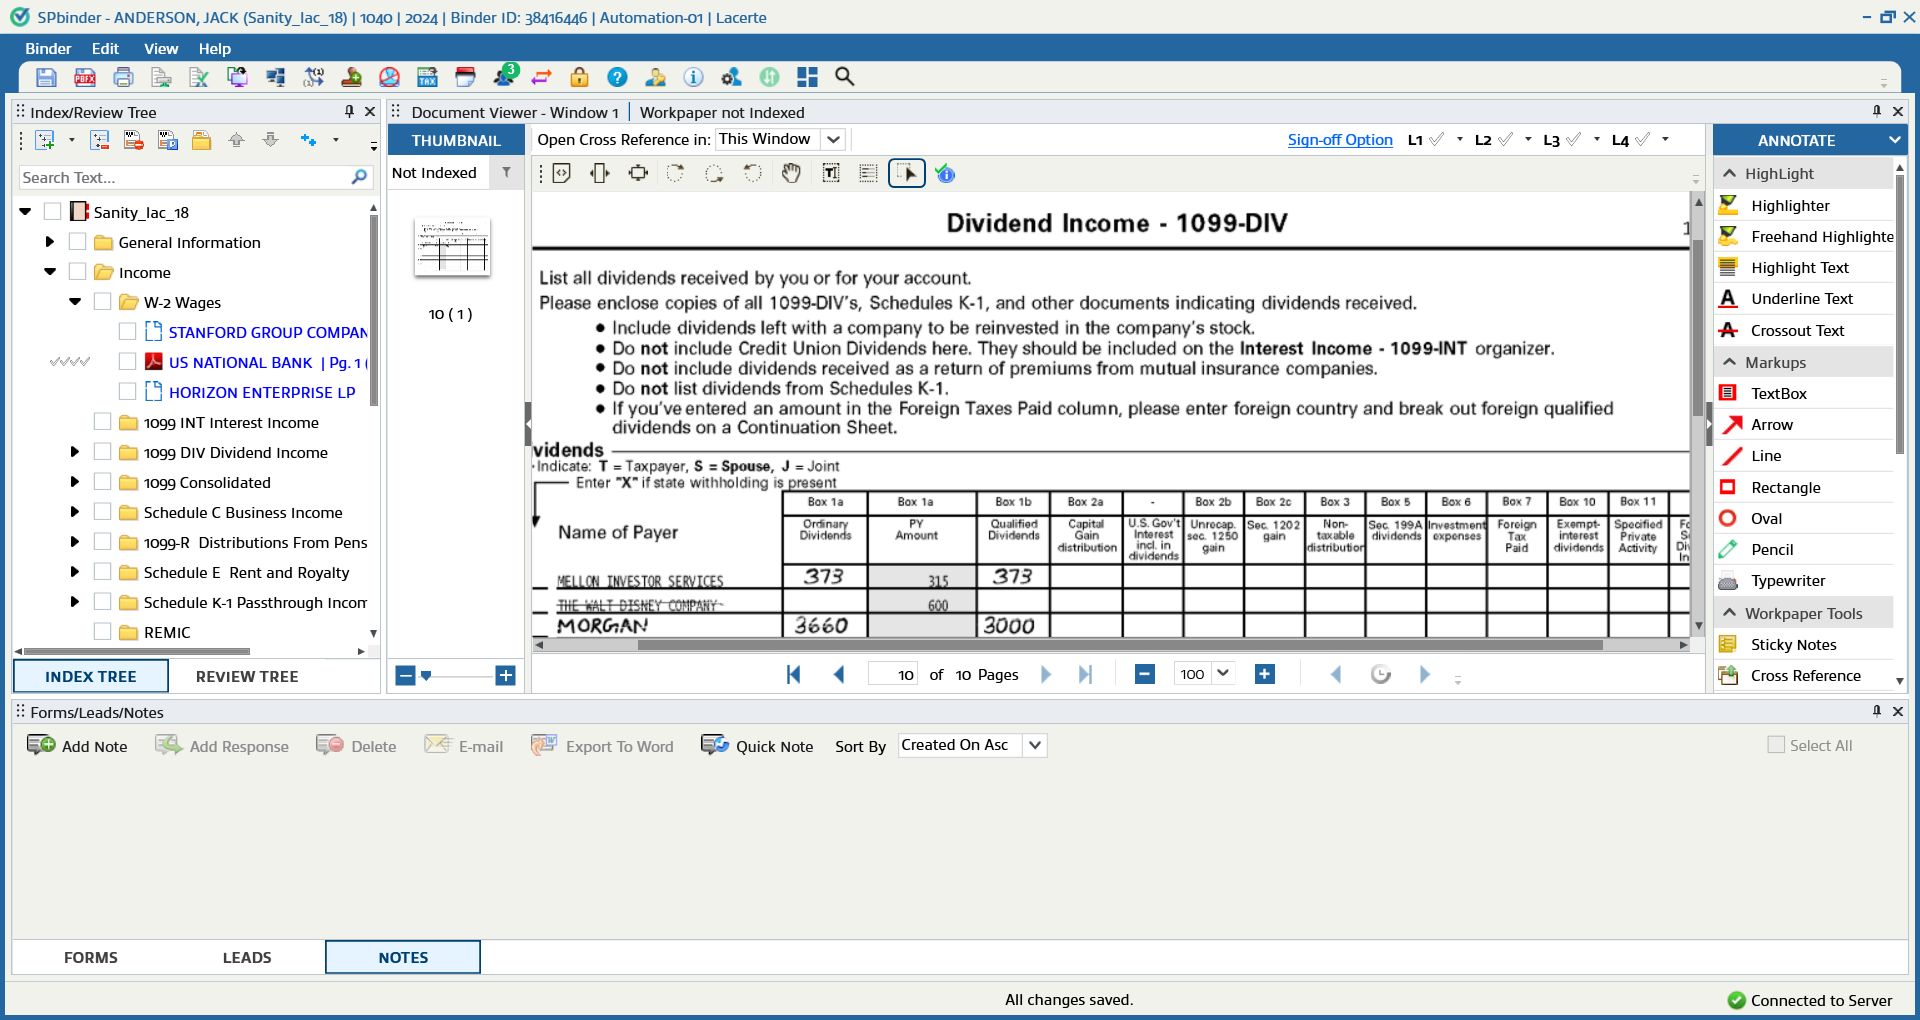 SPbinder - ANDERSON, JACK (Sanity_lac_18) | 1040 | 2024 | Binder ID: 38416446 | Automation-01 | Lacerte
Binder Edit View Help
3
Index/Review Tree
Search Text...
Sanity_lac_18
General Information
Income
W-2 Wages
STANFORD GROUP COMPAN
US NATIONAL BANK | Pg. 1 (
HORIZON ENTERPRISE LP
1099 INT Interest Income
1099 DIV Dividend Income
1099 Consolidated
Schedule C Business Income
1099-R Distributions From Pens
Schedule E Rent and Royalty
Schedule K-1 Passthrough Incom
REMIC
INDEX TREE REVIEW TREE
Document Viewer - Window 1 | Workpaper not Indexed
THUMBNAIL
Not Indexed
10 ( 1 )
Open Cross Reference in: This Window
Sign-off Option L1 L2 L3 L4
Dividend Income - 1099-DIV
List all dividends received by you or for your account.
Please enclose copies of all 1099-DIV's, Schedules K-1, and other documents indicating dividends received.
● Include dividends left with a company to be reinvested in the company's stock.
● Do not include Credit Union Dividends here. They should be included on the Interest Income - 1099-INT organizer.
● Do not include dividends received as a return of premiums from mutual insurance companies.
● Do not list dividends from Schedules K-1.
● If you've entered an amount in the Foreign Taxes Paid column, please enter foreign country and break out foreign qualified
dividends on a Continuation Sheet.
vidends
Indicate: T = Taxpayer, S = Spouse, J = Joint
Enter "X" if state withholding is present
Box 1a Box 1a Box 1b Box 2a - Box 2b Box 2c Box 3 Box 5 Box 6 Box 7 Box 10 Box 11
Name of Payer
Ordinary Dividends
PY Amount
Qualified Dividends
Capital Gain distribution
U.S. Gov't Interest incl. in dividends
Unrecap. sec. 1250 gain
Sec. 1202 gain
Non-taxable distribution
Sec. 199A dividends
Investment expenses
Foreign Tax Paid
Exempt-interest dividends
Specified Private Activity
MELLON INVESTOR SERVICES 373 315 373
THE WALT DISNEY COMPANY 600
MORGAN 3660 3000
10 of 10 Pages 100
ANNOTATE
HighLight
Highlighter
Freehand Highlighte
Highlight Text
Underline Text
Crossout Text
Markups
TextBox
Arrow
Line
Rectangle
Oval
Pencil
Typewriter
Workpaper Tools
Sticky Notes
Cross Reference
Forms/Leads/Notes
Add Note Add Response Delete E-mail Export To Word Quick Note Sort By Created On Asc Select All
FORMS LEADS NOTES
All changes saved.
Connected to Server